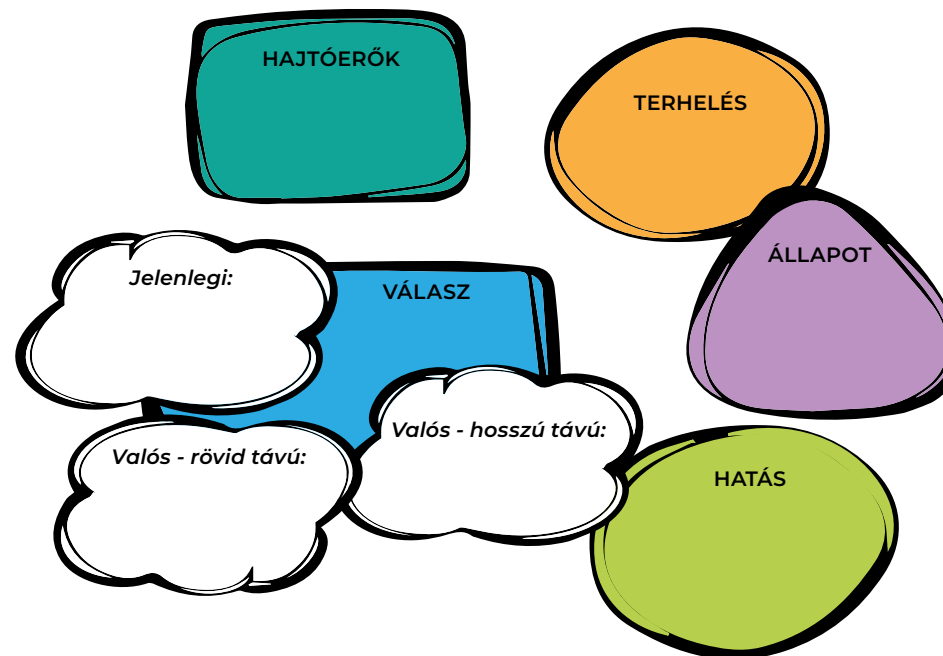 HAJTÓERŐK
TERHELÉS
ÁLLAPOT
Jelenlegi:
VÁLASZ
Valós - hosszú távú:
Valós - rövid távú:
HATÁS